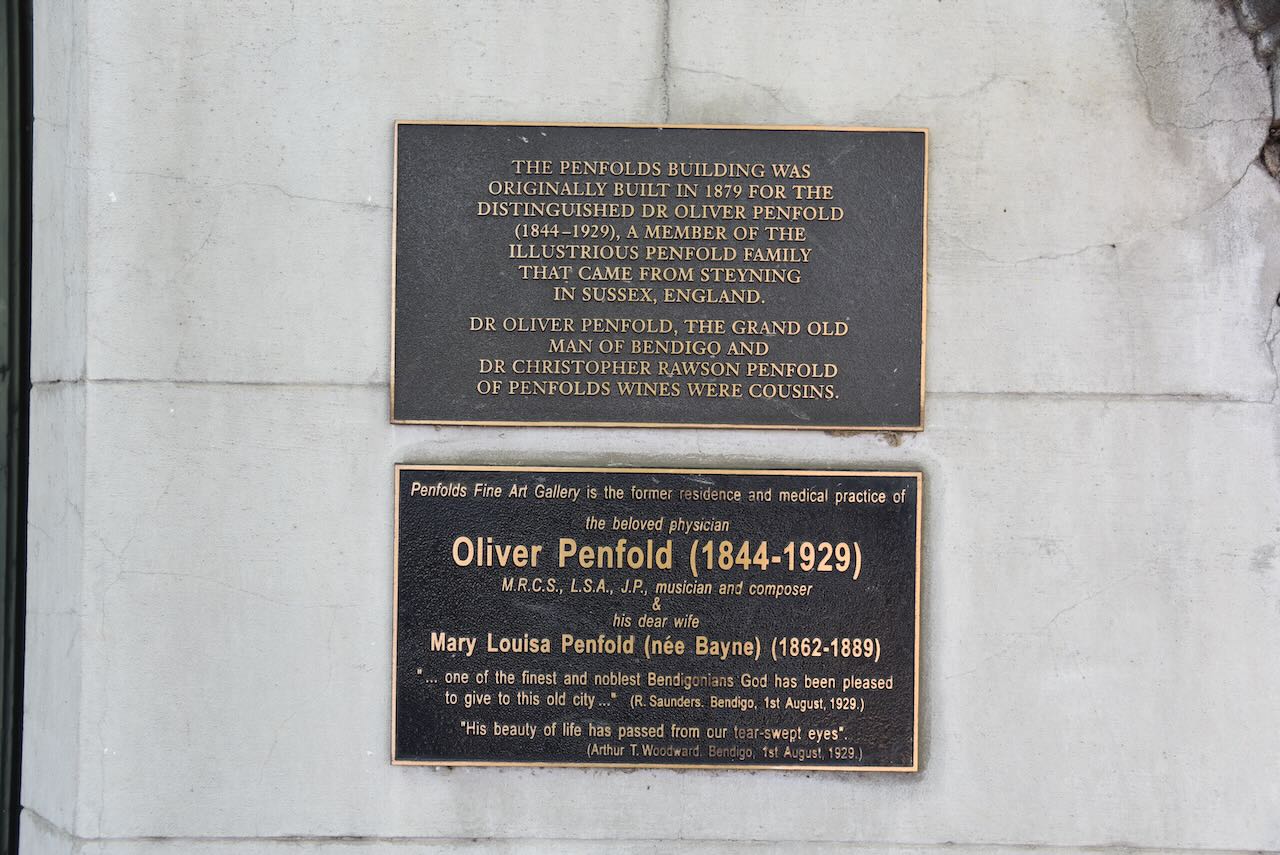 THE PENFOLDS BUILDING WAS
ORIGINALLY BUILT IN 1879 FOR THE
DISTINGUISHED DR OLIVER PENFOLD
(1844–1929), A MEMBER OF THE
ILLUSTRIOUS PENFOLD FAMILY
THAT CAME FROM STEYNING
IN SUSSEX, ENGLAND.
DR OLIVER PENFOLD, THE GRAND OLD
MAN OF BENDIGO AND
DR CHRISTOPHER RAWSON PENFOLD
OF PENFOLDS WINES WERE COUSINS.
Penfolds Fine Art Gallery is the former residence and medical practice of
the beloved physician
Oliver Penfold (1844-1929)
M.R.C.S., L.S.A., J.P., musician and composer
&
his dear wife
Mary Louisa Penfold (née Bayne) (1862-1889)
"... one of the finest and noblest Bendigonians God has been pleased
to give to this old city ..." (R. Saunders. Bendigo, 1st August, 1929.)
"His beauty of life has passed from our tear-swept eyes".
(Arthur T. Woodward. Bendigo, 1st August, 1929.)